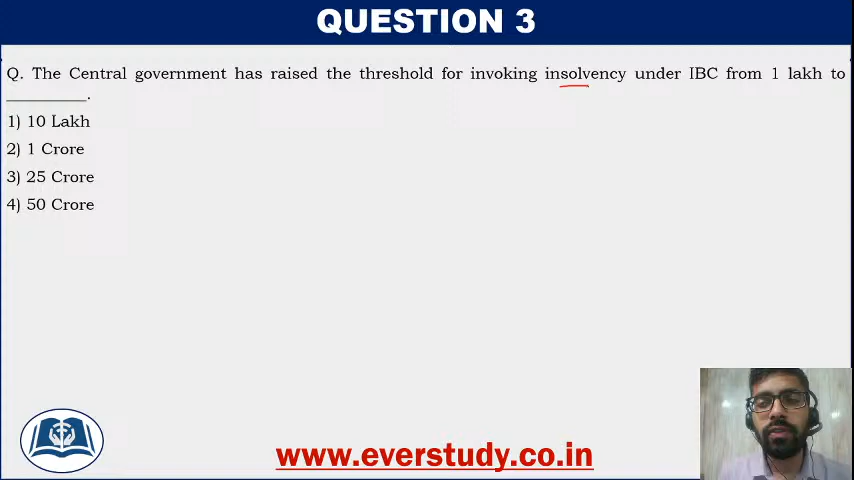 QUESTION 3
Q. The Central government has raised the threshold for invoking insolvency under IBC from 1 lakh to
_________.
1) 10 Lakh
2) 1 Crore
3) 25 Crore
4) 50 Crore
www.everstudy.co.in